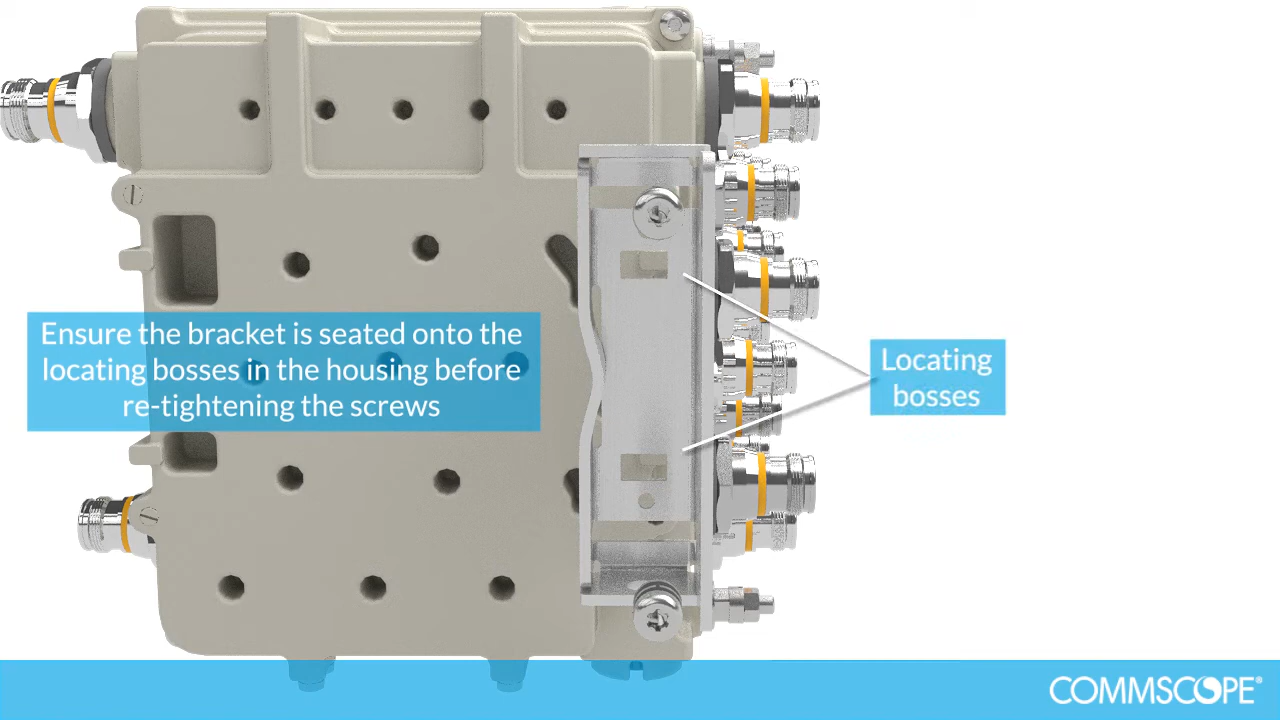 Ensure the bracket is seated onto the
locating bosses in the housing before
re-tightening the screws
Locating
bosses
COMMSCOPE®